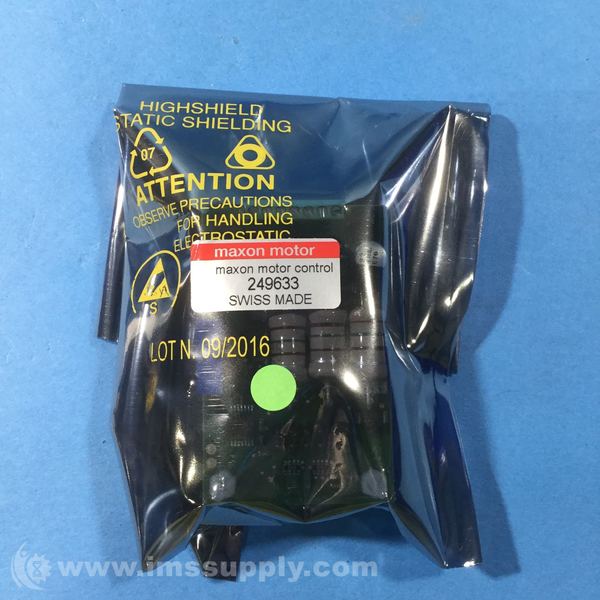 HIGHSHIELD
STATIC SHIELDING
07
ATTENTION
OBSERVE PRECAUTIONS
FOR HANDLING
ELECTROSTATIC
maxon motor
maxon motor control
249633
SWISS MADE
S
LOT N. 09/2016
www.imssupply.com